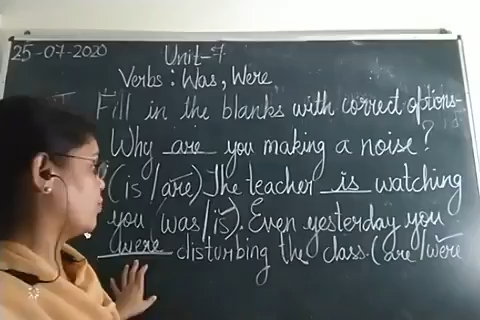 25-07-2020
Unit-7
Verbs : Was, Were
Fill in the blanks with correct options-
Why are you making a noise?
(is/are) The teacher is watching
you (was/is). Even yesterday you
were disturbing the class. (are/were